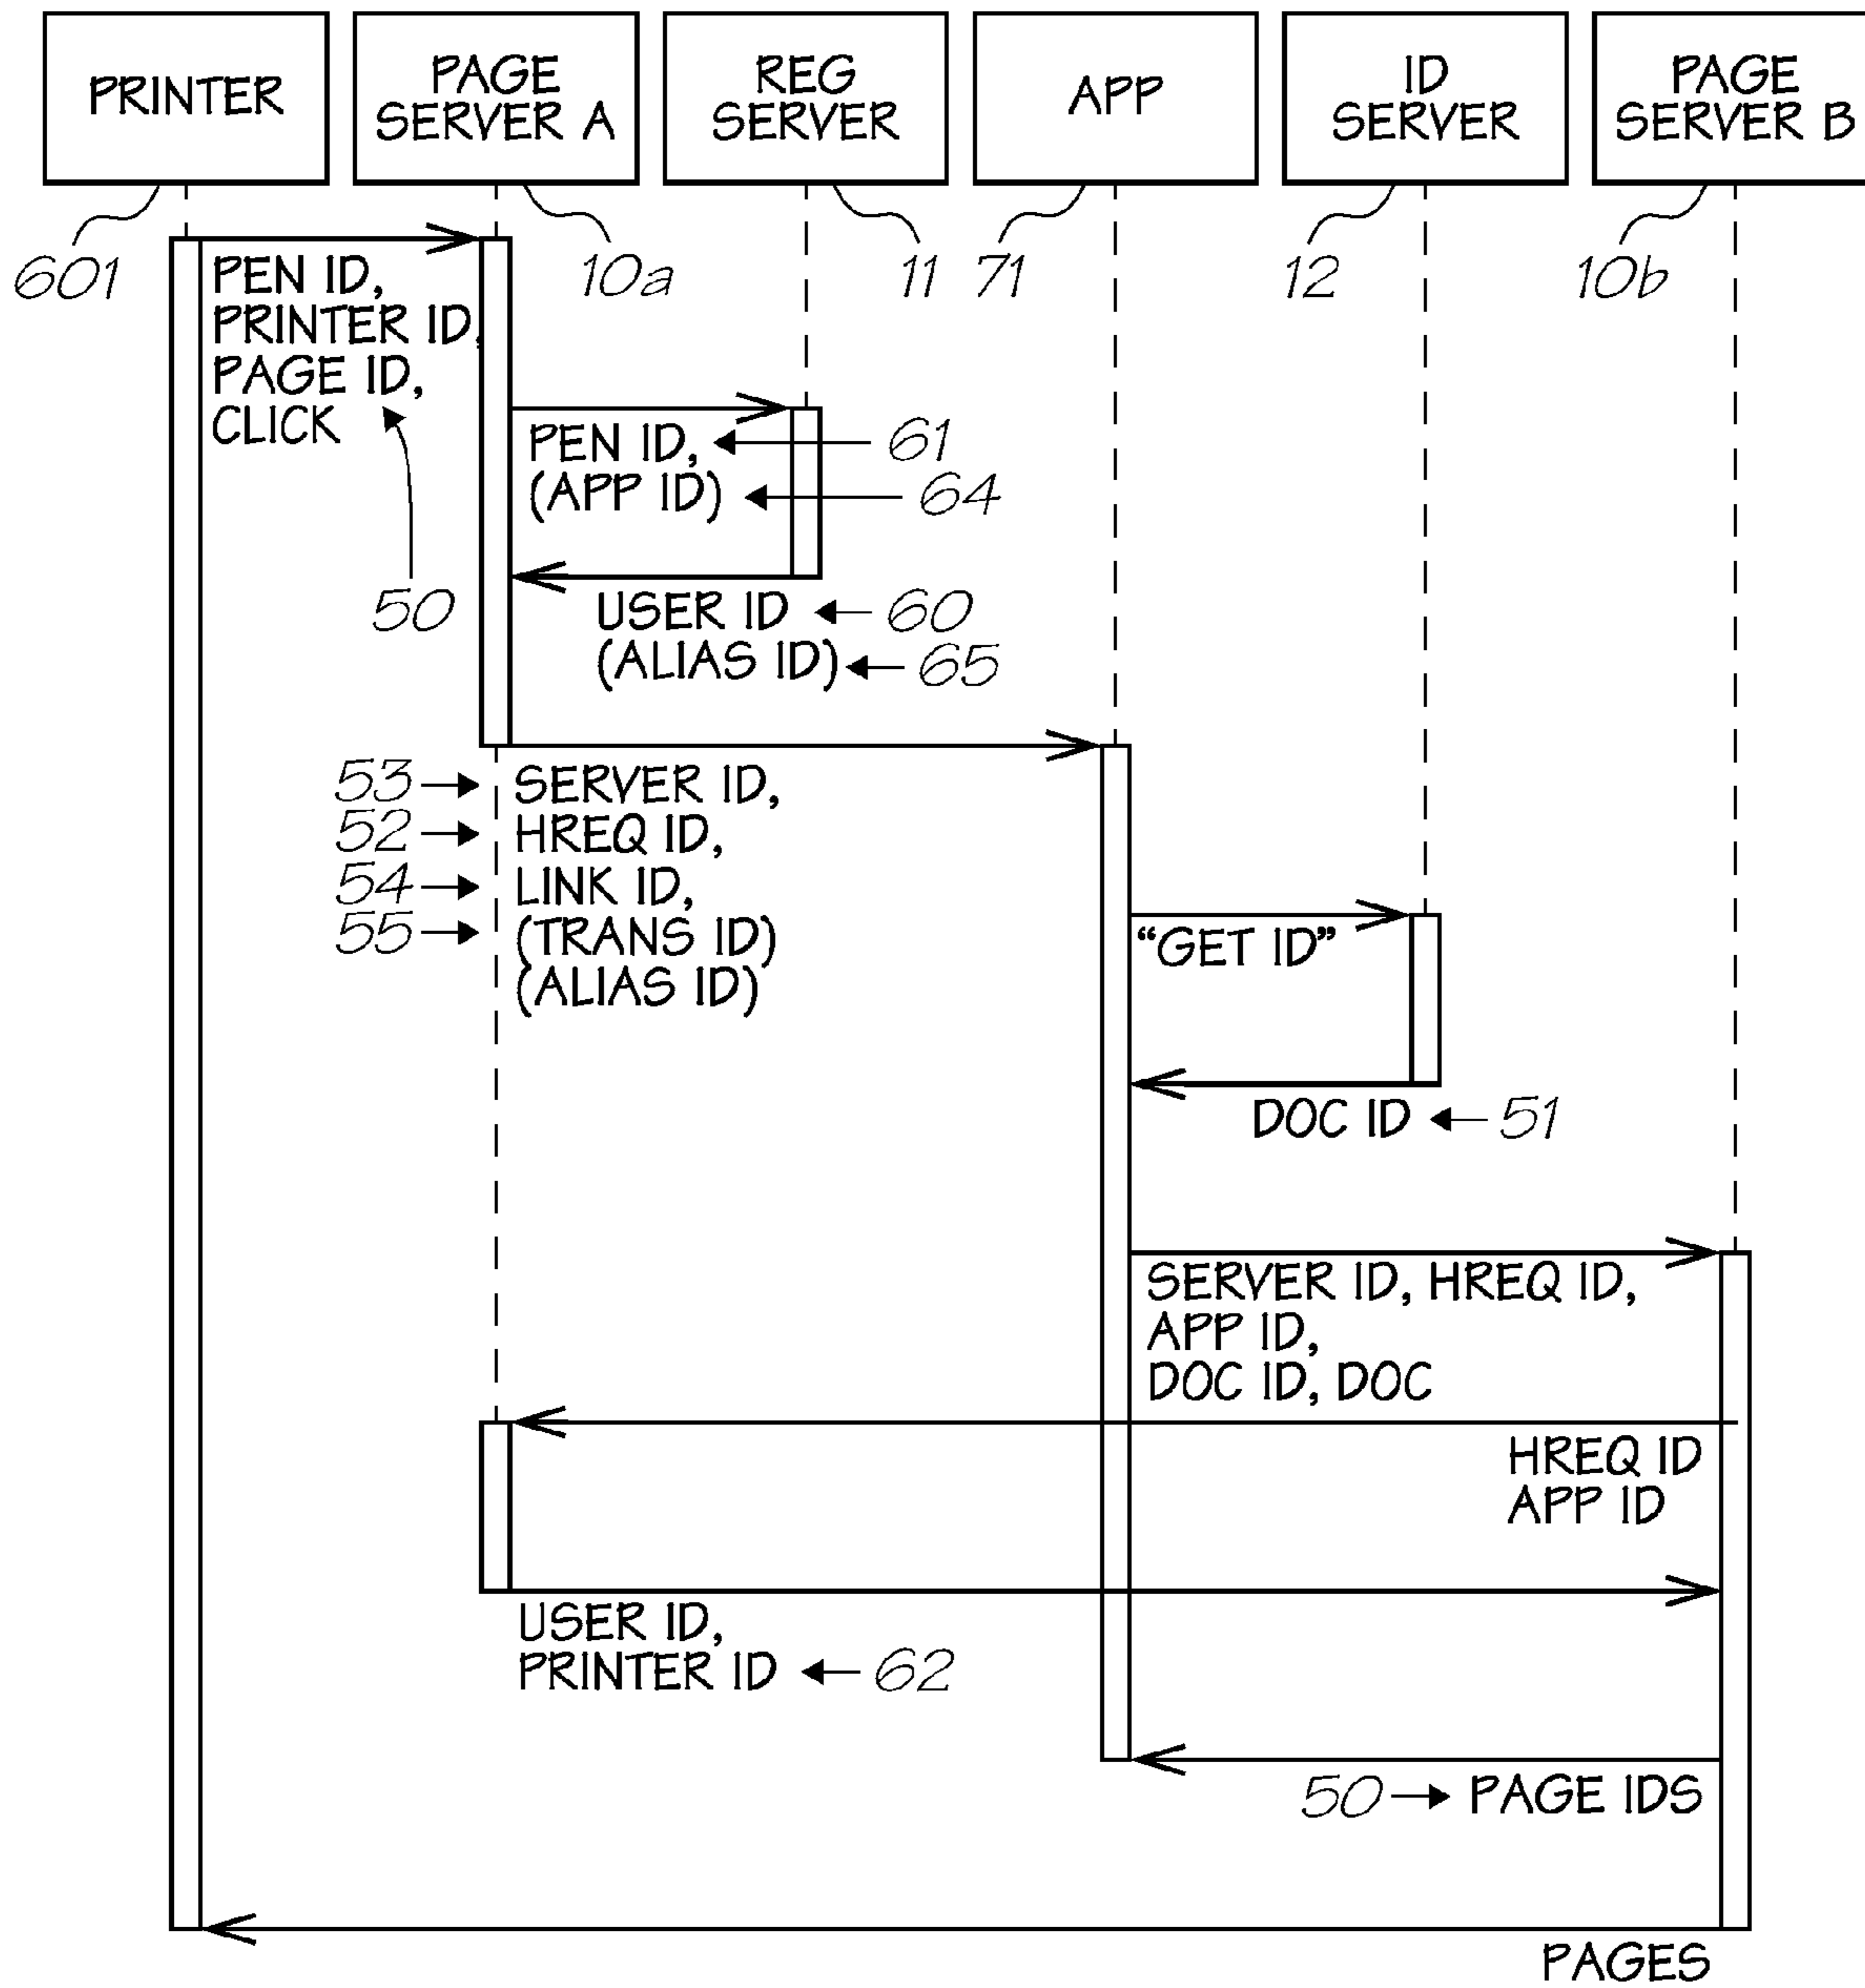 PRINTER
PAGE
SERVER A
REG
SERVER
APP
ID
SERVER
PAGE
SERVER B
601
10a
11
71
12
10b
PEN ID,
PRINTER ID,
PAGE ID,
CLICK
50
PEN ID,
61
(APP ID)
64
USER ID
60
(ALIAS ID)
65
53
SERVER ID,
52
HREQ ID,
54
LINK ID,
55
(TRANS ID)
(ALIAS ID)
“GET ID”
DOC ID
51
SERVER ID, HREQ ID,
APP ID,
DOC ID, DOC
HREQ ID
APP ID
USER ID,
PRINTER ID
62
50
PAGE IDS
PAGES